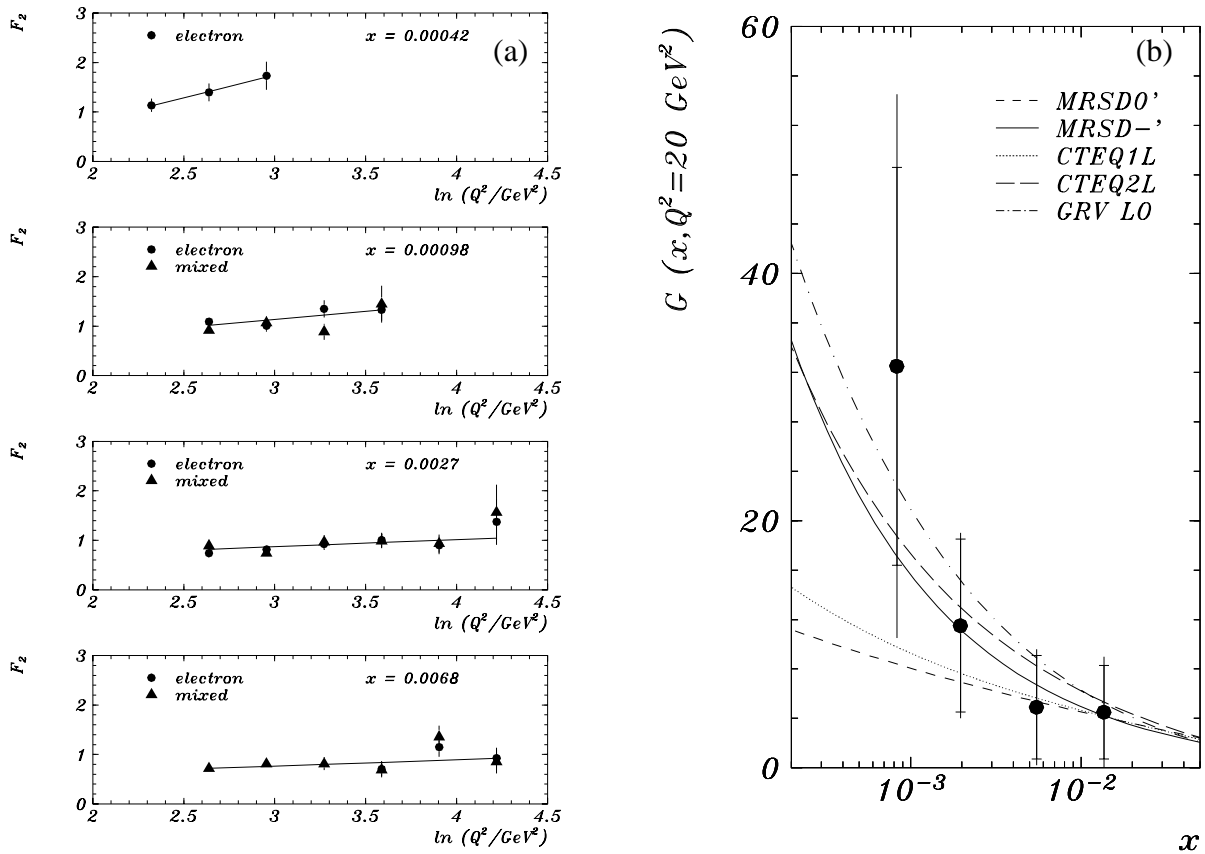 (a)
F₂
3
2
1
0
electron
x = 0.00042
2 2.5 3 3.5 4 4.5
ln (Q²/GeV²)
F₂
3
2
1
0
electron
mixed
x = 0.00098
2 2.5 3 3.5 4 4.5
ln (Q²/GeV²)
F₂
3
2
1
0
electron
mixed
x = 0.0027
2 2.5 3 3.5 4 4.5
ln (Q²/GeV²)
F₂
3
2
1
0
electron
mixed
x = 0.0068
2 2.5 3 3.5 4 4.5
ln (Q²/GeV²)
(b)
G (x,Q²=20 GeV²)
60
40
20
0
MRSD0'
MRSD-'
CTEQ1L
CTEQ2L
GRV LO
10⁻³ 10⁻²
x